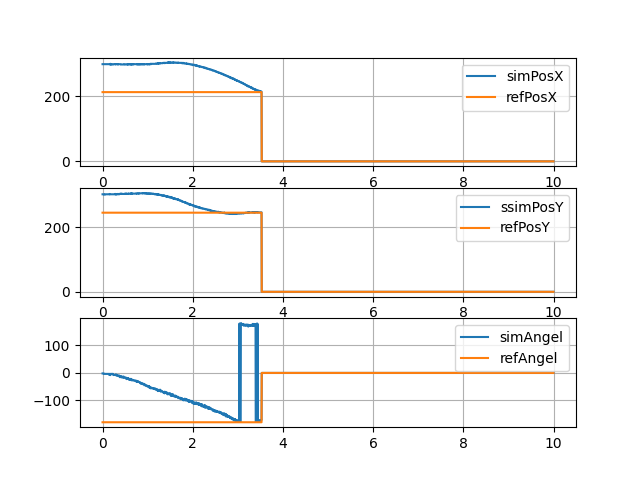 simPosX
refPosX
200
0
0 2 4 6 8 10
ssimPosY
refPosY
200
0
0 2 4 6 8 10
simAngel
refAngel
100
0
−100
0 2 4 6 8 10